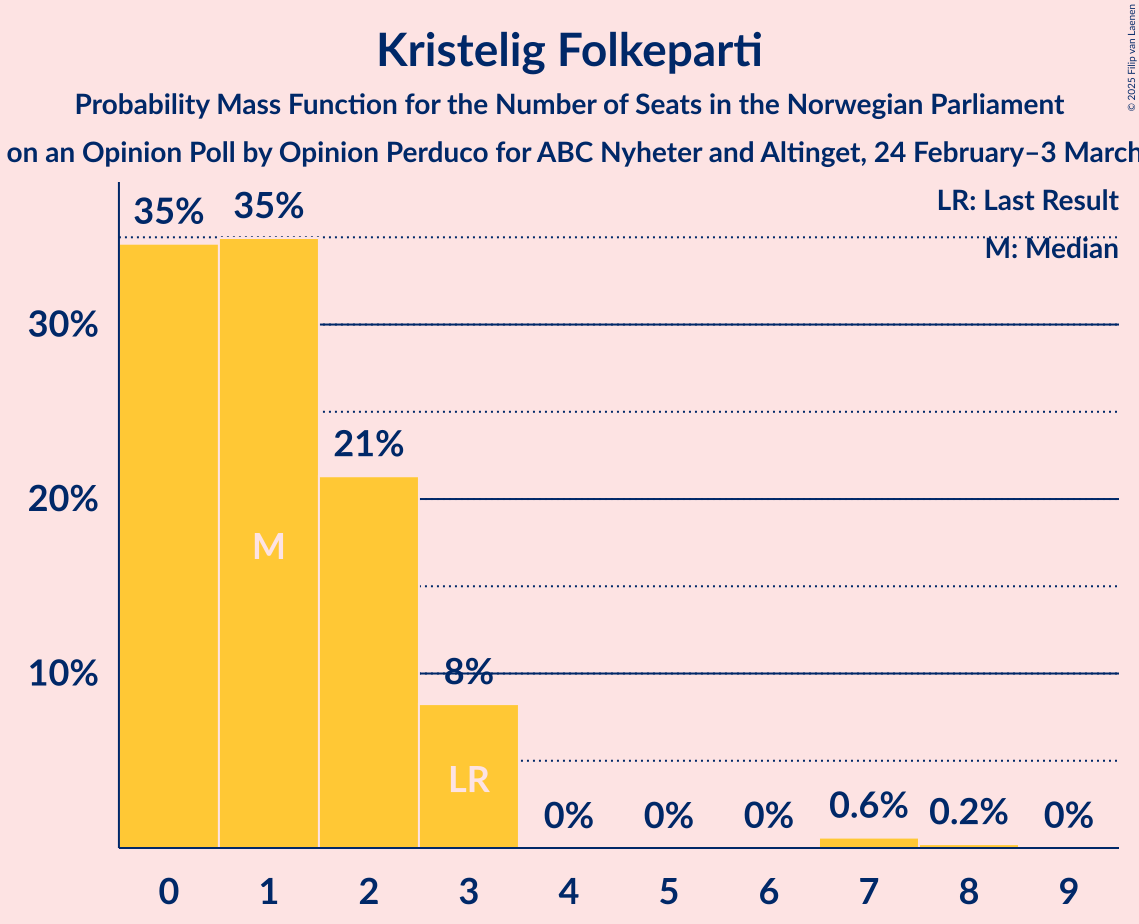 Kristelig Folkeparti
Probability Mass Function for the Number of Seats in the Norwegian Parliament
on an Opinion Poll by Opinion Perduco for ABC Nyheter and Altinget, 24 February–3 March
© 2025 Filip van Laenen
LR: Last Result
M: Median
35%
35%
30%
21%
20%
M
10%
8%
LR
0%
0%
0%
0.6%
0.2%
0%
0
1
2
3
4
5
6
7
8
9